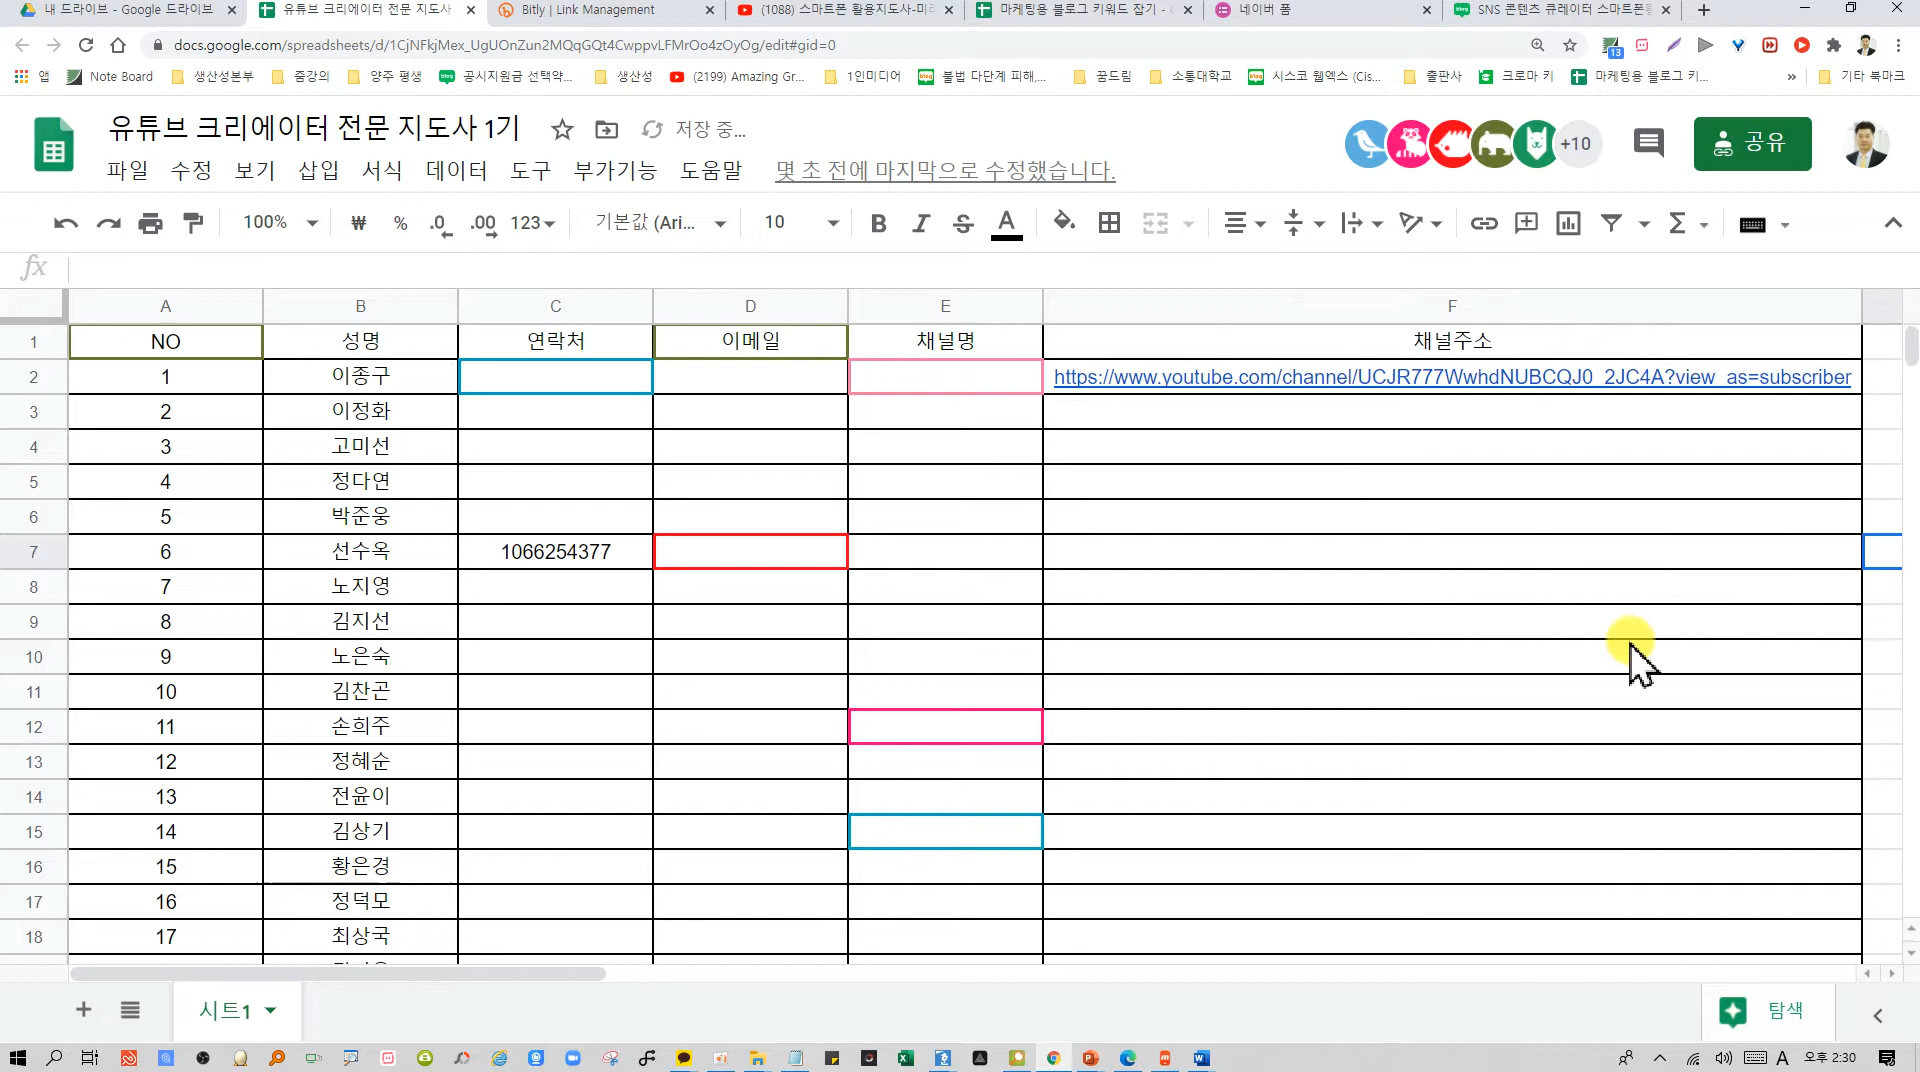 내 드라이브 - Google 드라이브
유튜브 크리에이터 전문 지도사
Bitly | Link Management
(1088) 스마트폰 활용지도사-미리
마케팅용 블로그 키워드 잡기 - G
네이버 폼
SNS 콘텐츠 큐레이터 스마트폰활
docs.google.com/spreadsheets/d/1CjNFkjMex_UgUOnZun2MQqGQt4CwppvLFMrOo4zOyOg/edit#gid=0
13
앱
Note Board
생산성본부
줌강의
양주 평생
공시지원금 선택약...
생산성
(2199) Amazing Gr...
1인미디어
불법 다단계 피해,...
꿈드림
소통대학교
시스코 웹엑스 (Cis...
출판사
크로마 키
마케팅용 블로그 키...
»
기타 북마크
유튜브 크리에이터 전문 지도사 1기
저장 중...
+10
공유
파일 수정 보기 삽입 서식 데이터 도구 부가기능 도움말 몇 초 전에 마지막으로 수정했습니다.
100% ₩ % .0 .00 123 기본값 (Ari... 10 B I S A
fx
A B C D E F
1 NO 성명 연락처 이메일 채널명 채널주소
2 1 이종구 https://www.youtube.com/channel/UCJR777WwhdNUBCQJ0_2JC4A?view_as=subscriber
3 2 이정화
4 3 고미선
5 4 정다연
6 5 박준웅
7 6 선수옥 1066254377
8 7 노지영
9 8 김지선
10 9 노은숙
11 10 김찬곤
12 11 손희주
13 12 정혜순
14 13 전윤이
15 14 김상기
16 15 황은경
17 16 정덕모
18 17 최상국
시트1
탐색
A 오후 2:30